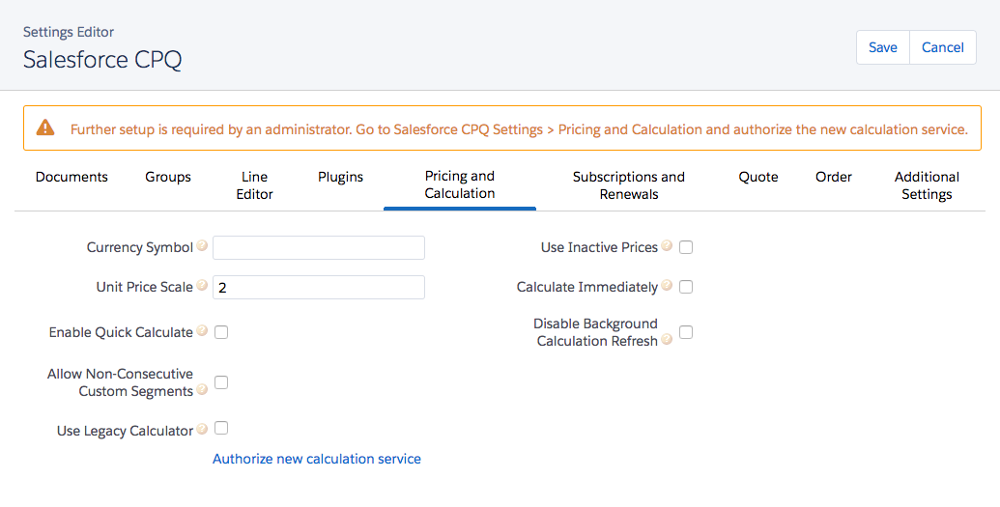 Settings Editor
Salesforce CPQ
Save
Cancel
Further setup is required by an administrator. Go to Salesforce CPQ Settings > Pricing and Calculation and authorize the new calculation service.
Documents
Groups
Line
Editor
Plugins
Pricing and
Calculation
Subscriptions and
Renewals
Quote
Order
Additional
Settings
Currency Symbol ?
Use Inactive Prices ?
Unit Price Scale ? 2
Calculate Immediately ?
Enable Quick Calculate ?
Disable Background
Calculation Refresh ?
Allow Non-Consecutive
Custom Segments ?
Use Legacy Calculator ?
Authorize new calculation service